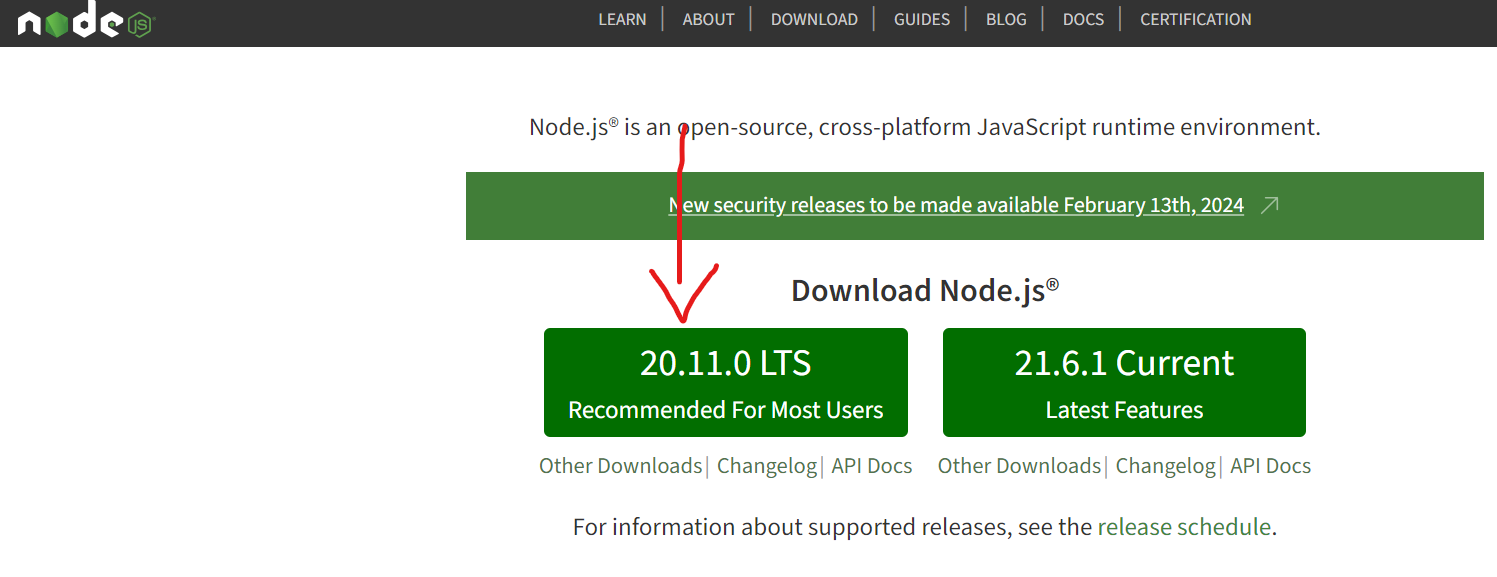 node JS
LEARN | ABOUT | DOWNLOAD | GUIDES | BLOG | DOCS | CERTIFICATION
Node.js® is an open-source, cross-platform JavaScript runtime environment.
New security releases to be made available February 13th, 2024
Download Node.js®
20.11.0 LTS
Recommended For Most Users
21.6.1 Current
Latest Features
Other Downloads | Changelog | API Docs
Other Downloads | Changelog | API Docs
For information about supported releases, see the release schedule.